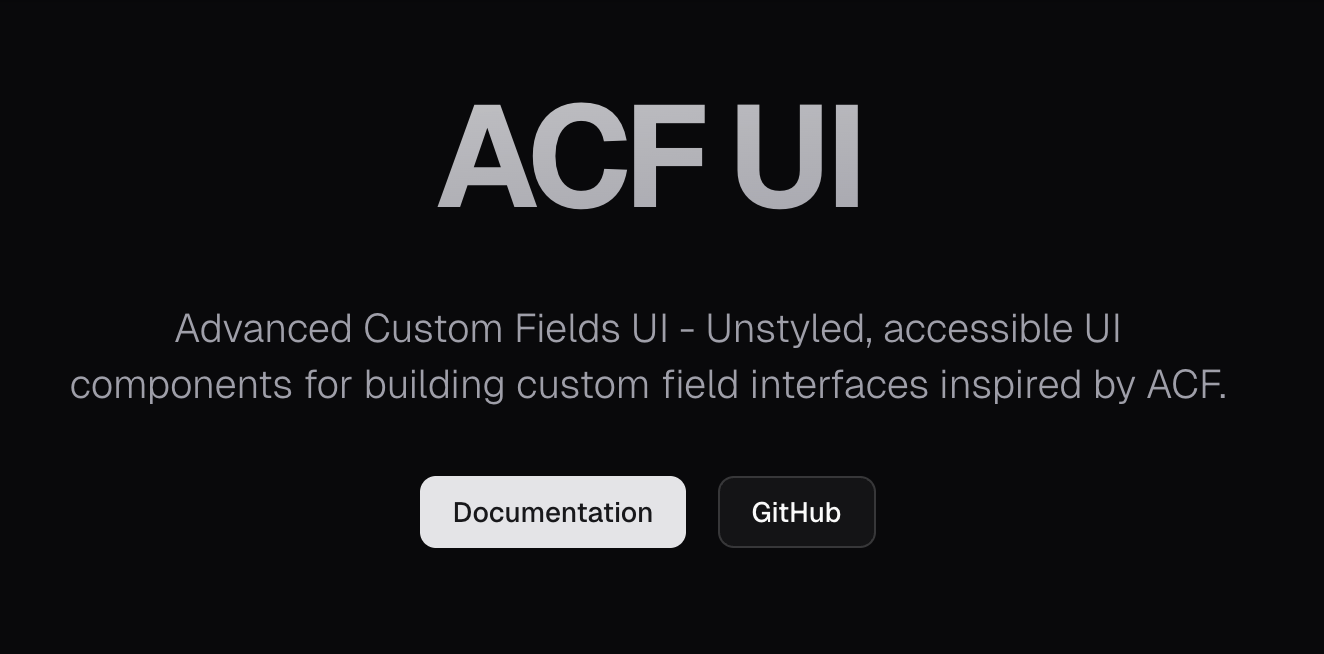 ACF UI
Advanced Custom Fields UI - Unstyled, accessible UI
components for building custom field interfaces inspired by ACF.
Documentation
GitHub